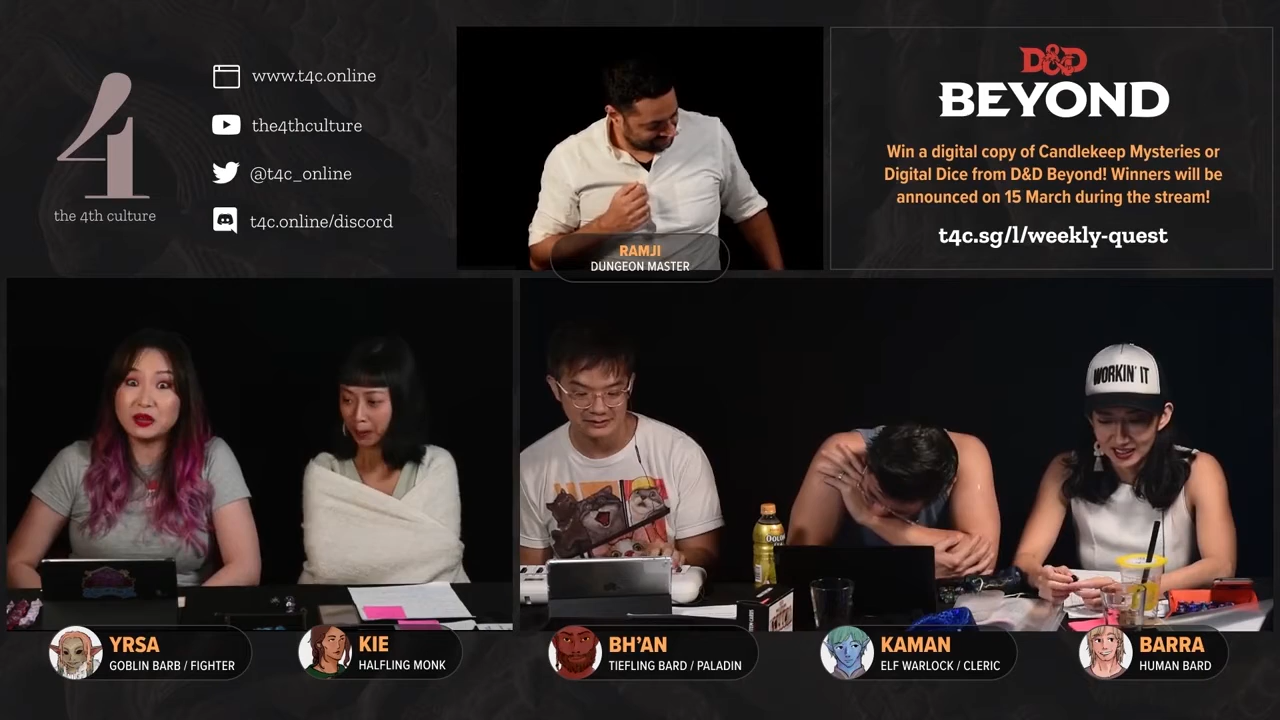 4
the 4th culture
www.t4c.online
the4thculture
@t4c_online
t4c.online/discord
RAMJI
DUNGEON MASTER
D&D
BEYOND
Win a digital copy of Candlekeep Mysteries or
Digital Dice from D&D Beyond! Winners will be
announced on 15 March during the stream!
t4c.sg/l/weekly-quest
WORKIN' IT
YRSA
GOBLIN BARB / FIGHTER
KIE
HALFLING MONK
BH'AN
TIEFLING BARD / PALADIN
KAMAN
ELF WARLOCK / CLERIC
BARRA
HUMAN BARD